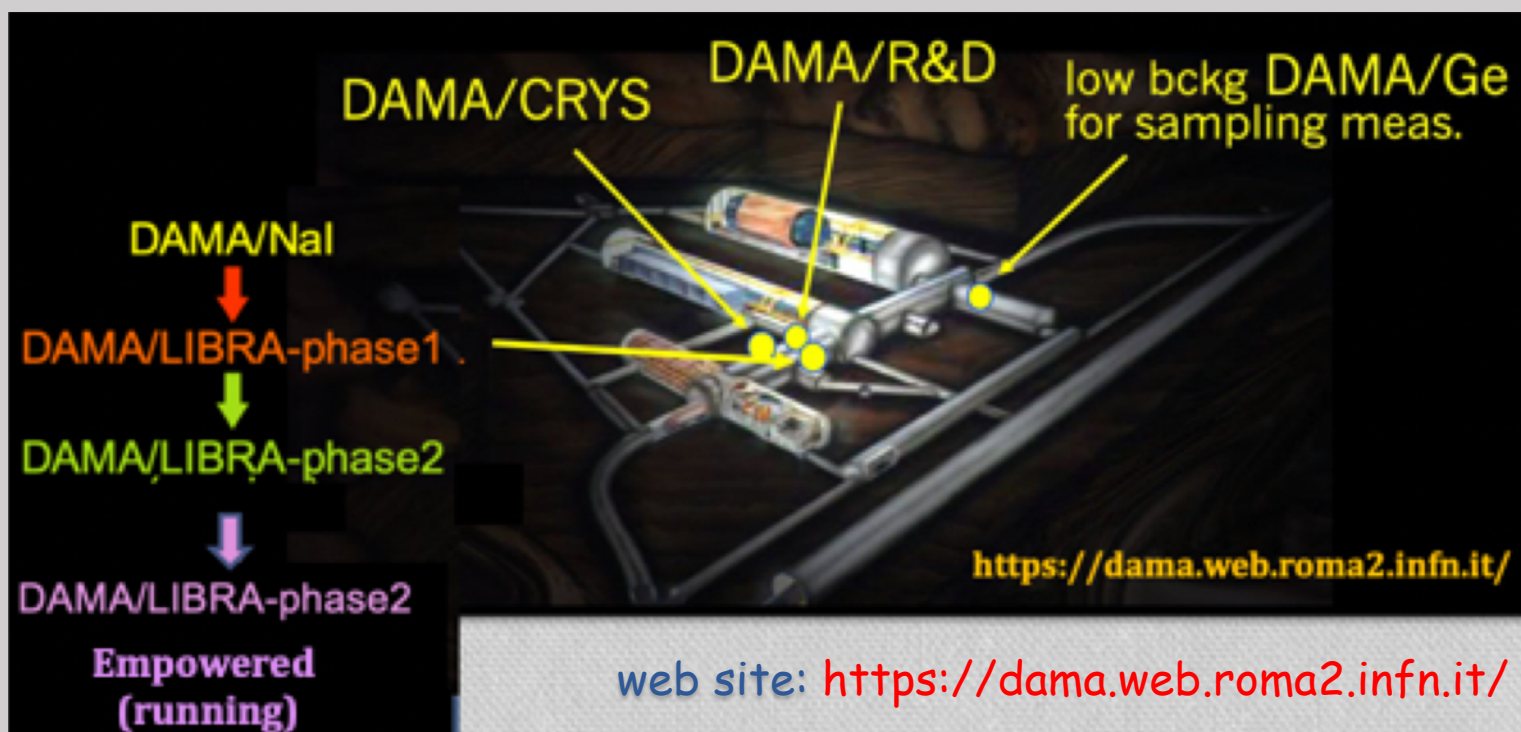 DAMA/CRYS
DAMA/R&D
low bckg DAMA/Ge
for sampling meas.
DAMA/NaI
DAMA/LIBRA-phase1 .
DAMA/LIBRA-phase2
DAMA/LIBRA-phase2
Empowered
(running)
https://dama.web.roma2.infn.it/
web site: https://dama.web.roma2.infn.it/